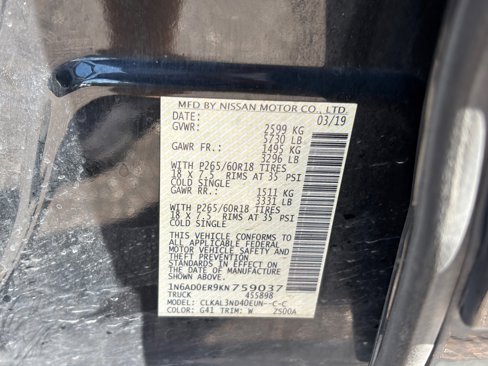 MFD BY NISSAN MOTOR CO., LTD.
DATE: 03/19
GVWR: 2599 KG
5730 LB
GAWR FR.: 1495 KG
3296 LB
WITH P265/60R18 TIRES
18 x 7.5 RIMS AT 35 PSI
COLD SINGLE
GAWR RR.: 1511 KG
3331 LB
WITH P265/60R18 TIRES
18 x 7.5 RIMS AT 35 PSI
COLD SINGLE
THIS VEHICLE CONFORMS TO
ALL APPLICABLE FEDERAL
MOTOR VEHICLE SAFETY AND
THEFT PREVENTION
STANDARDS IN EFFECT ON
THE DATE OF MANUFACTURE
SHOWN ABOVE.
1N6AD0ER9KN759037
TRUCK 455898
MODEL: CLKAL3ND40EUN--C-C
COLOR: G41 TRIM: W Z500A